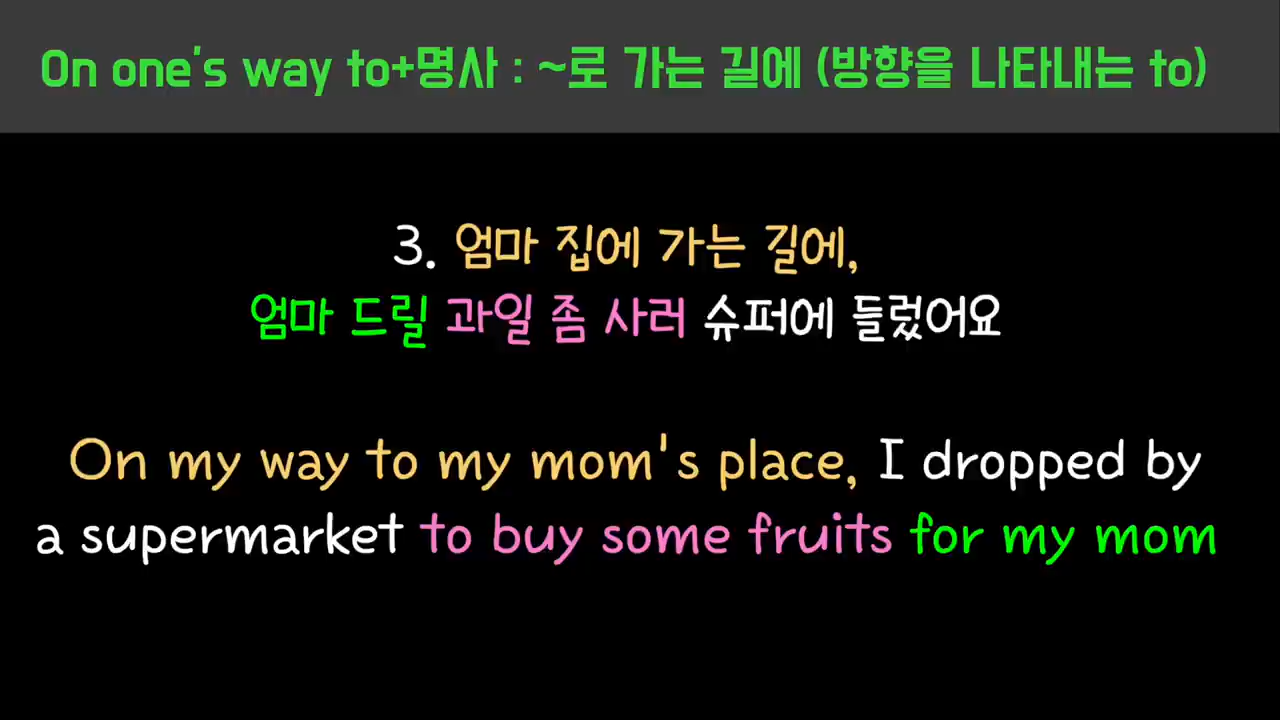 On one's way to+명사 : ~로 가는 길에 (방향을 나타내는 to)
3. 엄마 집에 가는 길에,
엄마 드릴 과일 좀 사러 슈퍼에 들렀어요
On my way to my mom's place, I dropped by
a supermarket to buy some fruits for my mom